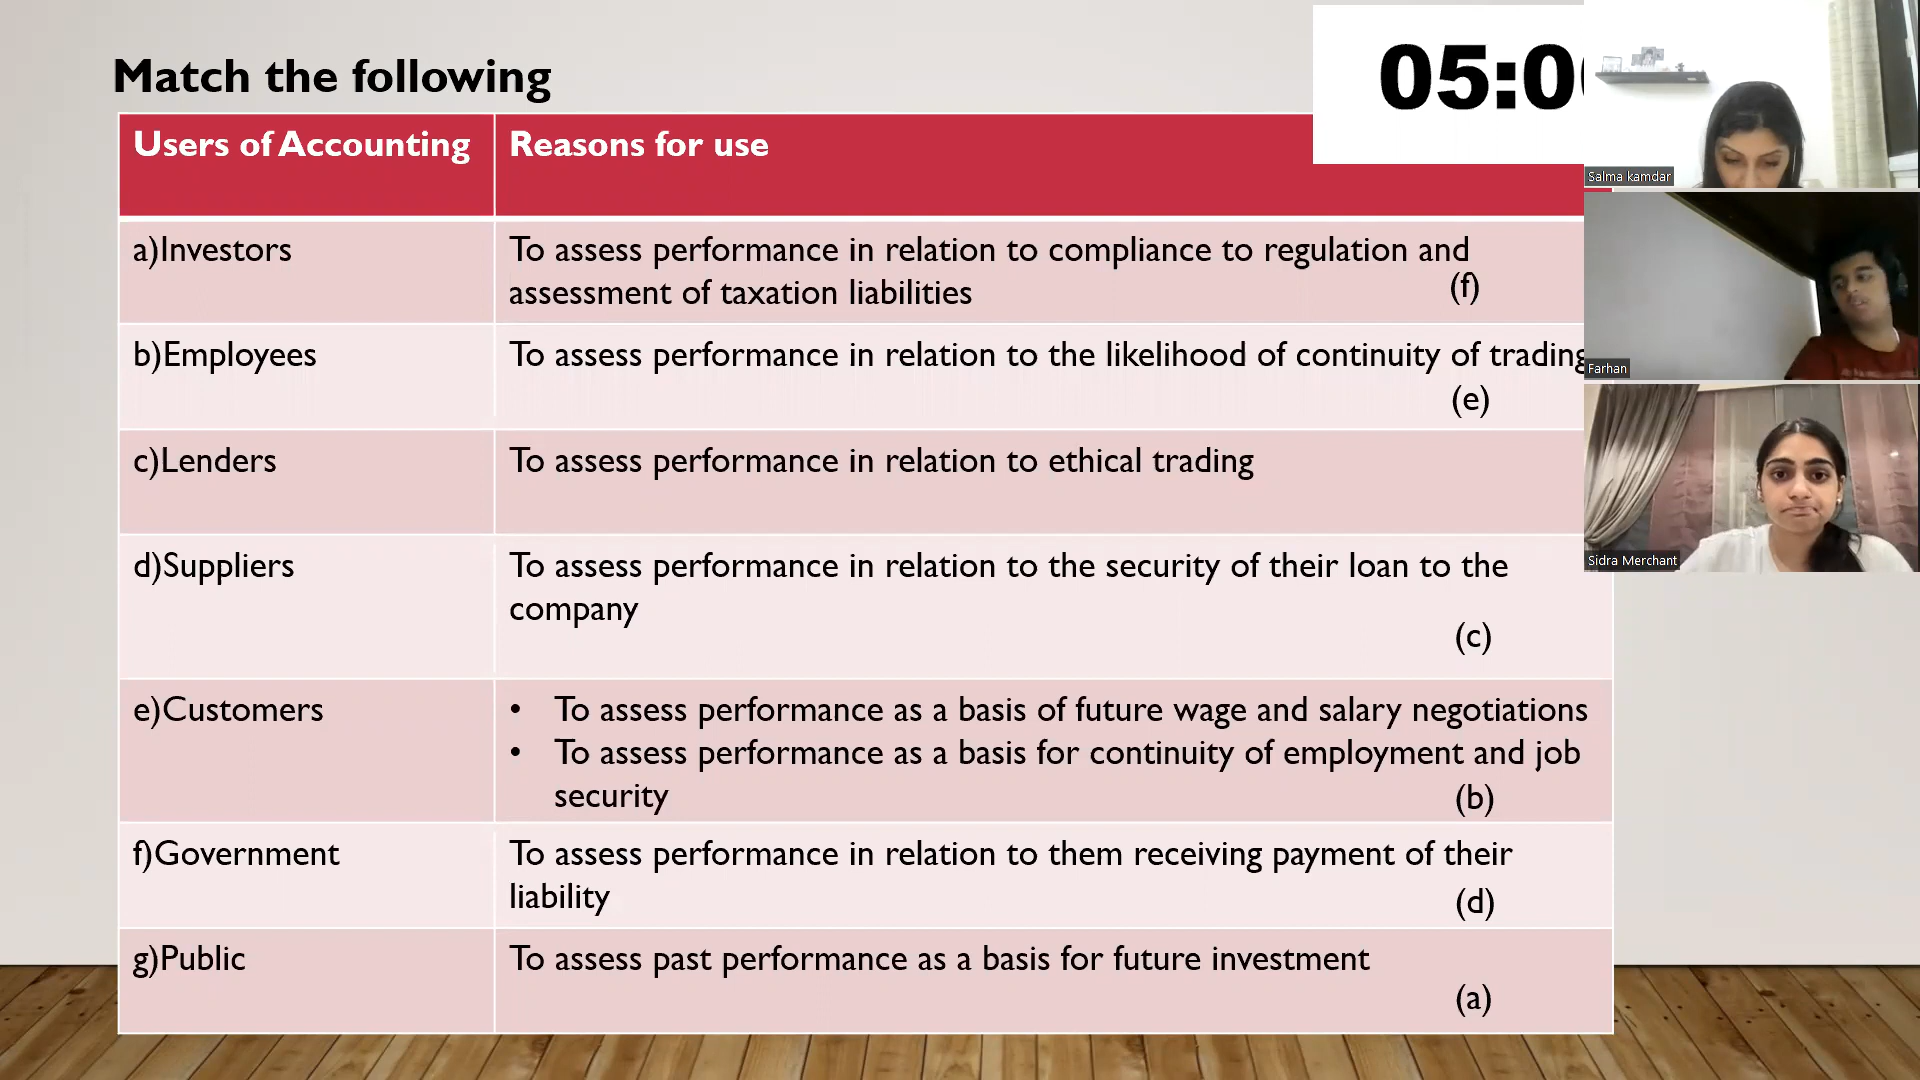 Match the following
05:0
Users of Accounting
Reasons for use
a)Investors
To assess performance in relation to compliance to regulation and
assessment of taxation liabilities
(f)
b)Employees
To assess performance in relation to the likelihood of continuity of trading
(e)
c)Lenders
To assess performance in relation to ethical trading
d)Suppliers
To assess performance in relation to the security of their loan to the
company
(c)
e)Customers
• To assess performance as a basis of future wage and salary negotiations
• To assess performance as a basis for continuity of employment and job
security
(b)
f)Government
To assess performance in relation to them receiving payment of their
liability
(d)
g)Public
To assess past performance as a basis for future investment
(a)
Salma kamdar
Farhan
Sidra Merchant